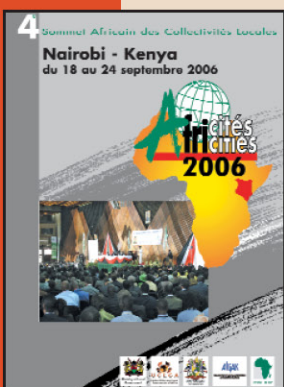 4 Sommet Africain des Collectivités Locales
Nairobi - Kenya
du 18 au 24 septembre 2006
Africités
Africities
2006